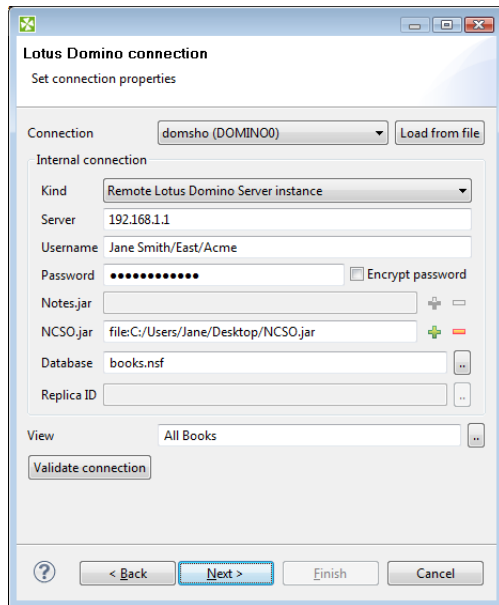 Lotus Domino connection
Set connection properties
Connection domsho (DOMINO0) Load from file
Internal connection
Kind Remote Lotus Domino Server instance
Server 192.168.1.1
Username Jane Smith/East/Acme
Password ●●●●●●●●●●●● Encrypt password
Notes.jar
NCSO.jar file:C:/Users/Jane/Desktop/NCSO.jar
Database books.nsf ..
Replica ID ..
View All Books ..
Validate connection
? < Back Next > Finish Cancel